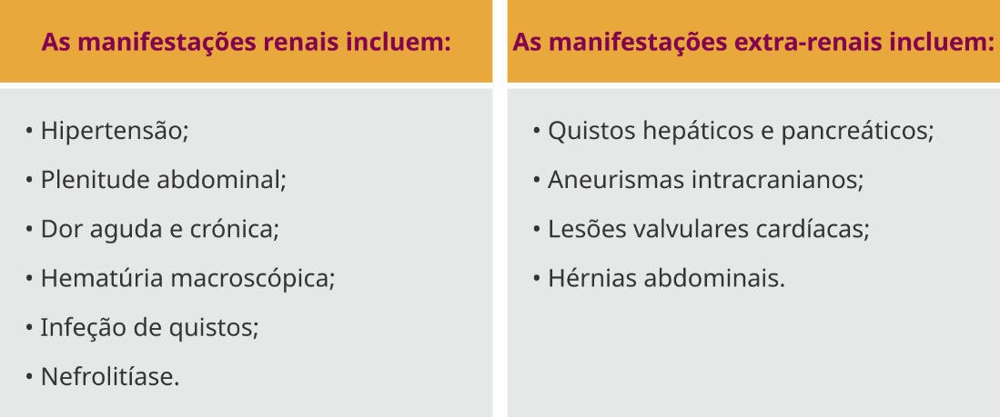 As manifestações renais incluem:
• Hipertensão;
• Plenitude abdominal;
• Dor aguda e crónica;
• Hematúria macroscópica;
• Infeção de quistos;
• Nefrolitíase.
As manifestações extra-renais incluem:
• Quistos hepáticos e pancreáticos;
• Aneurismas intracranianos;
• Lesões valvulares cardíacas;
• Hérnias abdominais.